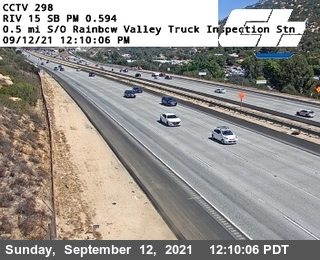 CCTV 298
RIV 15 SB PM 0.594
0.5 mi S/O Rainbcw Valley Truck Inspection Stn
09/12/21 12:10:06 PM
Sunday, September 12, 2021 12:10:06 PDT